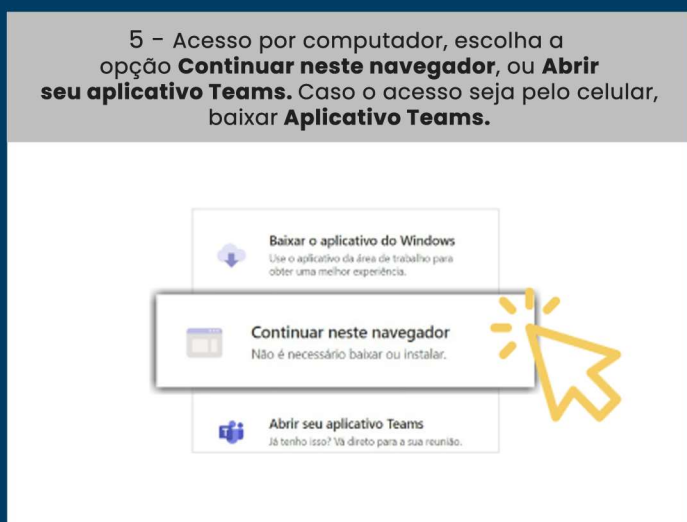 5 - Acesso por computador, escolha a
opção Continuar neste navegador, ou Abrir
seu aplicativo Teams. Caso o acesso seja pelo celular,
baixar Aplicativo Teams.
Baixar o aplicativo do Windows
Use o aplicativo da área de trabalho para
obter uma melhor experiência.
Continuar neste navegador
Não é necessário baixar ou instalar.
Abrir seu aplicativo Teams
Já tenho isso? Vá direto para a sua reunião.